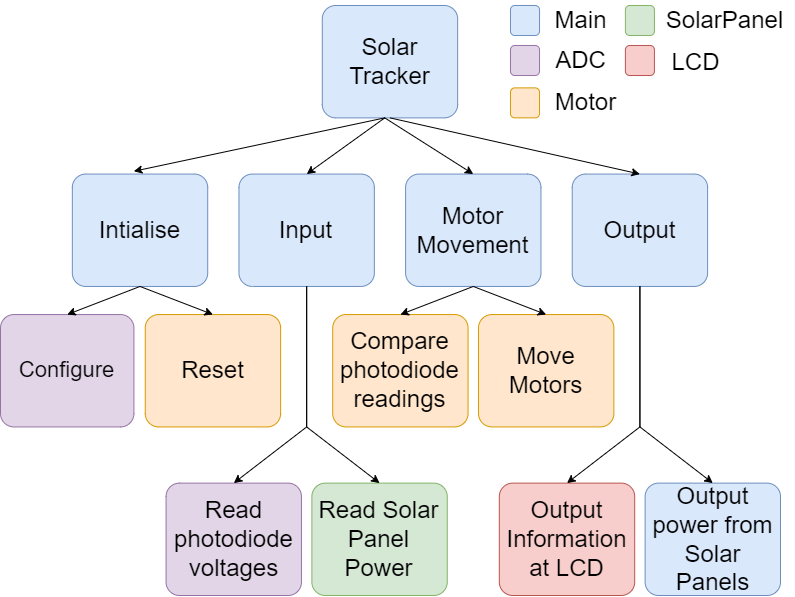 Solar
Tracker
Main
SolarPanel
ADC
LCD
Motor
Intialise
Input
Motor
Movement
Output
Configure
Reset
Compare
photodiode
readings
Move
Motors
Read
photodiode
voltages
Read Solar
Panel
Power
Output
Information
at LCD
Output
power from
Solar
Panels